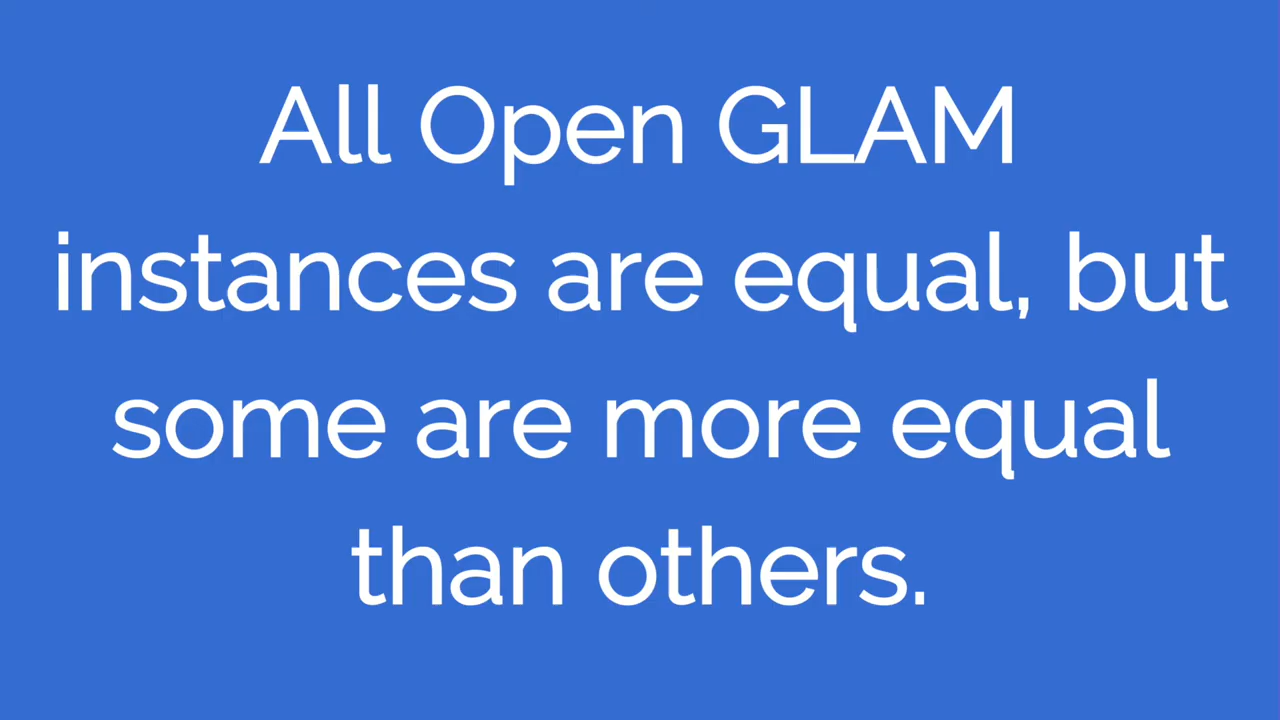 All Open GLAM
instances are equal, but
some are more equal
than others.